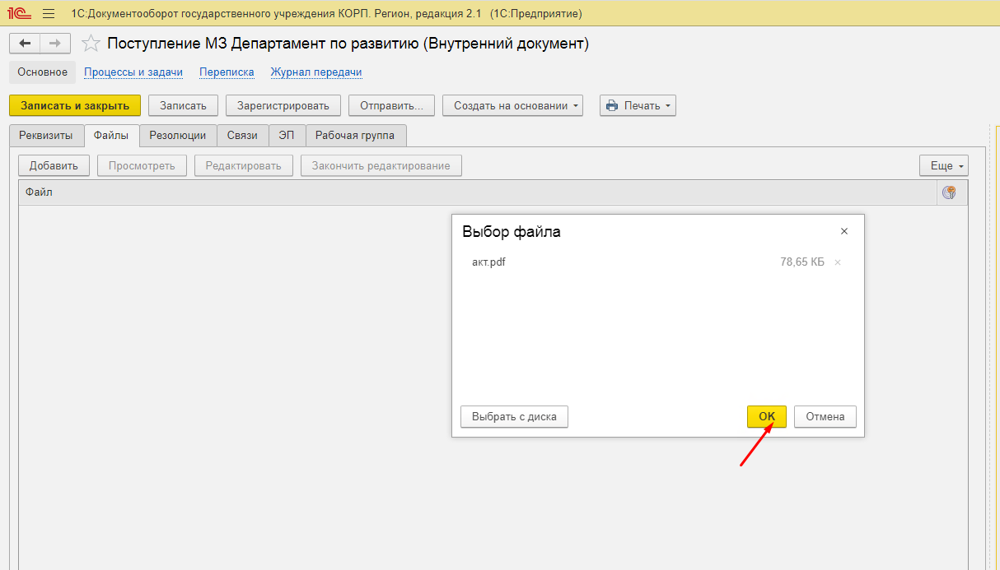 1С:Документооборот государственного учреждения КОРП. Регион, редакция 2.1 (1С:Предприятие)
Поступление МЗ Департамент по развитию (Внутренний документ)
Основное Процессы и задачи Переписка Журнал передачи
Записать и закрыть Записать Зарегистрировать Отправить... Создать на основании Печать
Реквизиты Файлы Резолюции Связи ЭП Рабочая группа
Добавить Просмотреть Редактировать Закончить редактирование Еще
Файл
Выбор файла
акт.pdf 78,65 КБ
Выбрать с диска ОК Отмена